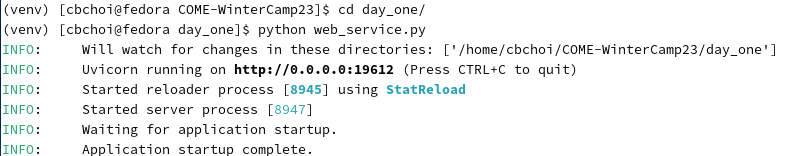 (venv) [cbchoi@fedora COME-WinterCamp23]$ cd day_one/
(venv) [cbchoi@fedora day_one]$ python web_service.py
INFO:     Will watch for changes in these directories: ['/home/cbchoi/COME-WinterCamp23/day_one']
INFO:     Uvicorn running on http://0.0.0.0:19612 (Press CTRL+C to quit)
INFO:     Started reloader process [8945] using StatReload
INFO:     Started server process [8947]
INFO:     Waiting for application startup.
INFO:     Application startup complete.